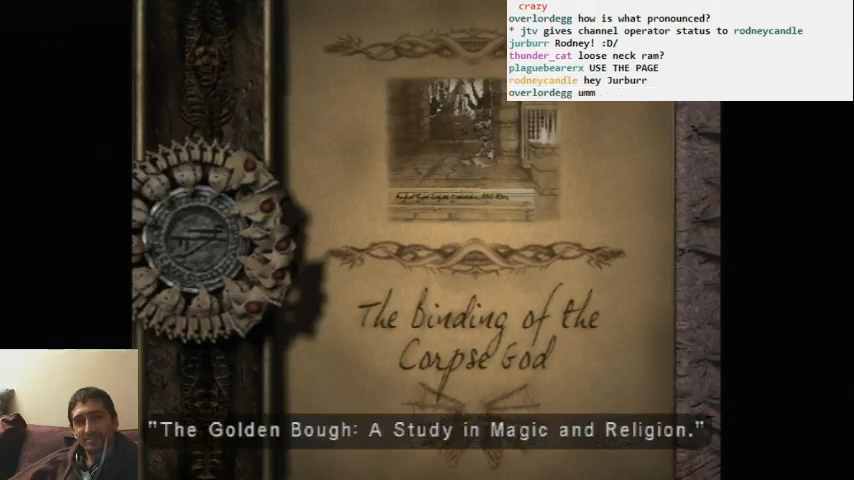 crazy
overlordegg how is what pronounced?
* jtv gives channel operator status to rodneycandle
jurburr Rodney! :D/
thunder_cat loose neck ram?
plaguebearerx USE THE PAGE
rodneycandle hey Jurburr
overlordegg umm
The Binding of the
Corpse God
"The Golden Bough: A Study in Magic and Religion."